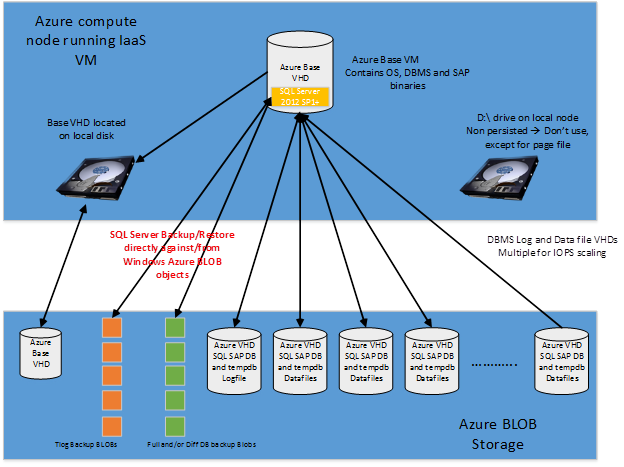 Azure compute
node running IaaS
VM
Azure Base
VHD
SQL Server
2012 SP1+
Azure Base VM
Contains OS, DBMS and SAP
binaries
Base VHD located
on local disk
D:\ drive on local node
Non persisted → Don't use,
except for page file
SQL Server Backup/Restore
directly against/from
Windows Azure BLOB
objects
DBMS Log and Data file VHDs
Multiple for IOPS scaling
Azure
Base
VHD
Azure VHD
SQL SAP DB
and tempdb
Logfile
Azure VHD
SQL SAP DB
and tempdb
Datafiles
Azure VHD
SQL SAP DB
and tempdb
Datafiles
Azure VHD
SQL SAP DB
and tempdb
Datafiles
...........
Azure VHD
SQL SAP DB
and tempdb
Datafiles
Tlog Backup BLOBs
Full and/or Diff DB backup Blobs
Azure BLOB
Storage